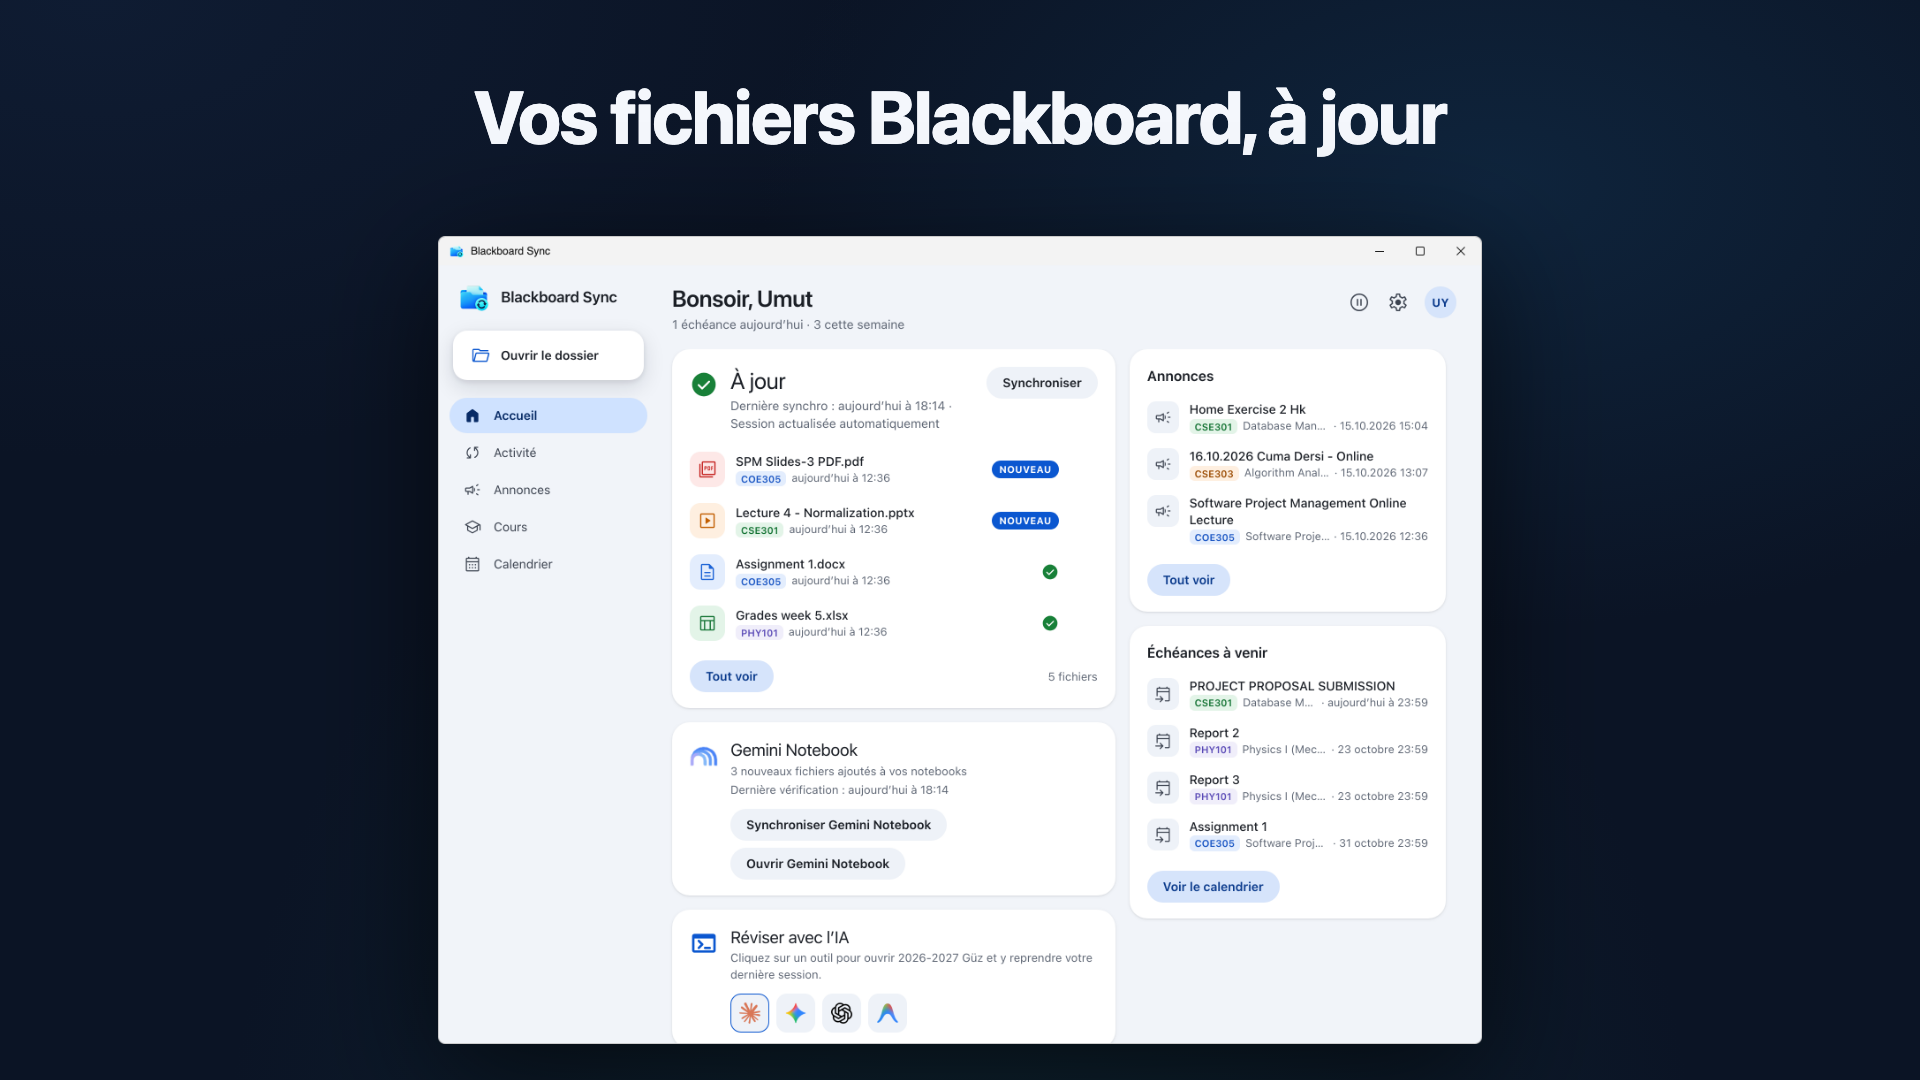 Vos fichiers Blackboard, à jour
Blackboard Sync
Blackboard Sync
Ouvrir le dossier
Accueil
Activité
Annonces
Cours
Calendrier
Bonsoir, Umut
1 échéance aujourd'hui · 3 cette semaine
UY
À jour
Dernière synchro : aujourd'hui à 18:14 ·
Session actualisée automatiquement
Synchroniser
PDF
SPM Slides-3 PDF.pdf
COE305 aujourd'hui à 12:36
NOUVEAU
Lecture 4 - Normalization.pptx
CSE301 aujourd'hui à 12:36
NOUVEAU
Assignment 1.docx
COE305 aujourd'hui à 12:36
Grades week 5.xlsx
PHY101 aujourd'hui à 12:36
Tout voir
5 fichiers
Gemini Notebook
3 nouveaux fichiers ajoutés à vos notebooks
Dernière vérification : aujourd'hui à 18:14
Synchroniser Gemini Notebook
Ouvrir Gemini Notebook
Réviser avec l'IA
Cliquez sur un outil pour ouvrir 2026-2027 Güz et y reprendre votre
dernière session.
Annonces
Home Exercise 2 Hk
CSE301 Database Man... · 15.10.2026 15:04
16.10.2026 Cuma Dersi - Online
CSE303 Algorithm Anal... · 15.10.2026 13:07
Software Project Management Online
Lecture
COE305 Software Proje... · 15.10.2026 12:36
Tout voir
Échéances à venir
PROJECT PROPOSAL SUBMISSION
CSE301 Database M... · aujourd'hui à 23:59
Report 2
PHY101 Physics I (Mec... · 23 octobre 23:59
Report 3
PHY101 Physics I (Mec... · 23 octobre 23:59
Assignment 1
COE305 Software Proj... · 31 octobre 23:59
Voir le calendrier